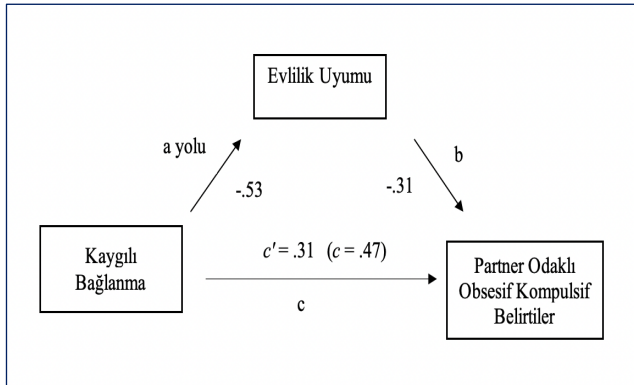 Evlilik Uyumu
a yolu
b
-.53
-.31
Kaygılı
Bağlanma
c′= .31 (c = .47)
c
Partner Odaklı
Obsesif Kompulsif
Belirtiler